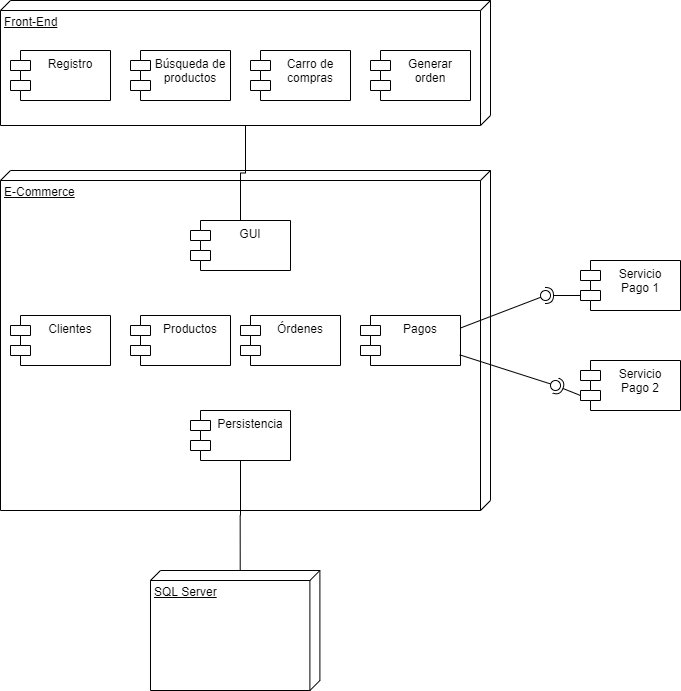 Front-End
Registro
Búsqueda de
productos
Carro de
compras
Generar
orden
E-Commerce
GUI
Servicio
Pago 1
Clientes
Productos
Órdenes
Pagos
Servicio
Pago 2
Persistencia
SQL Server